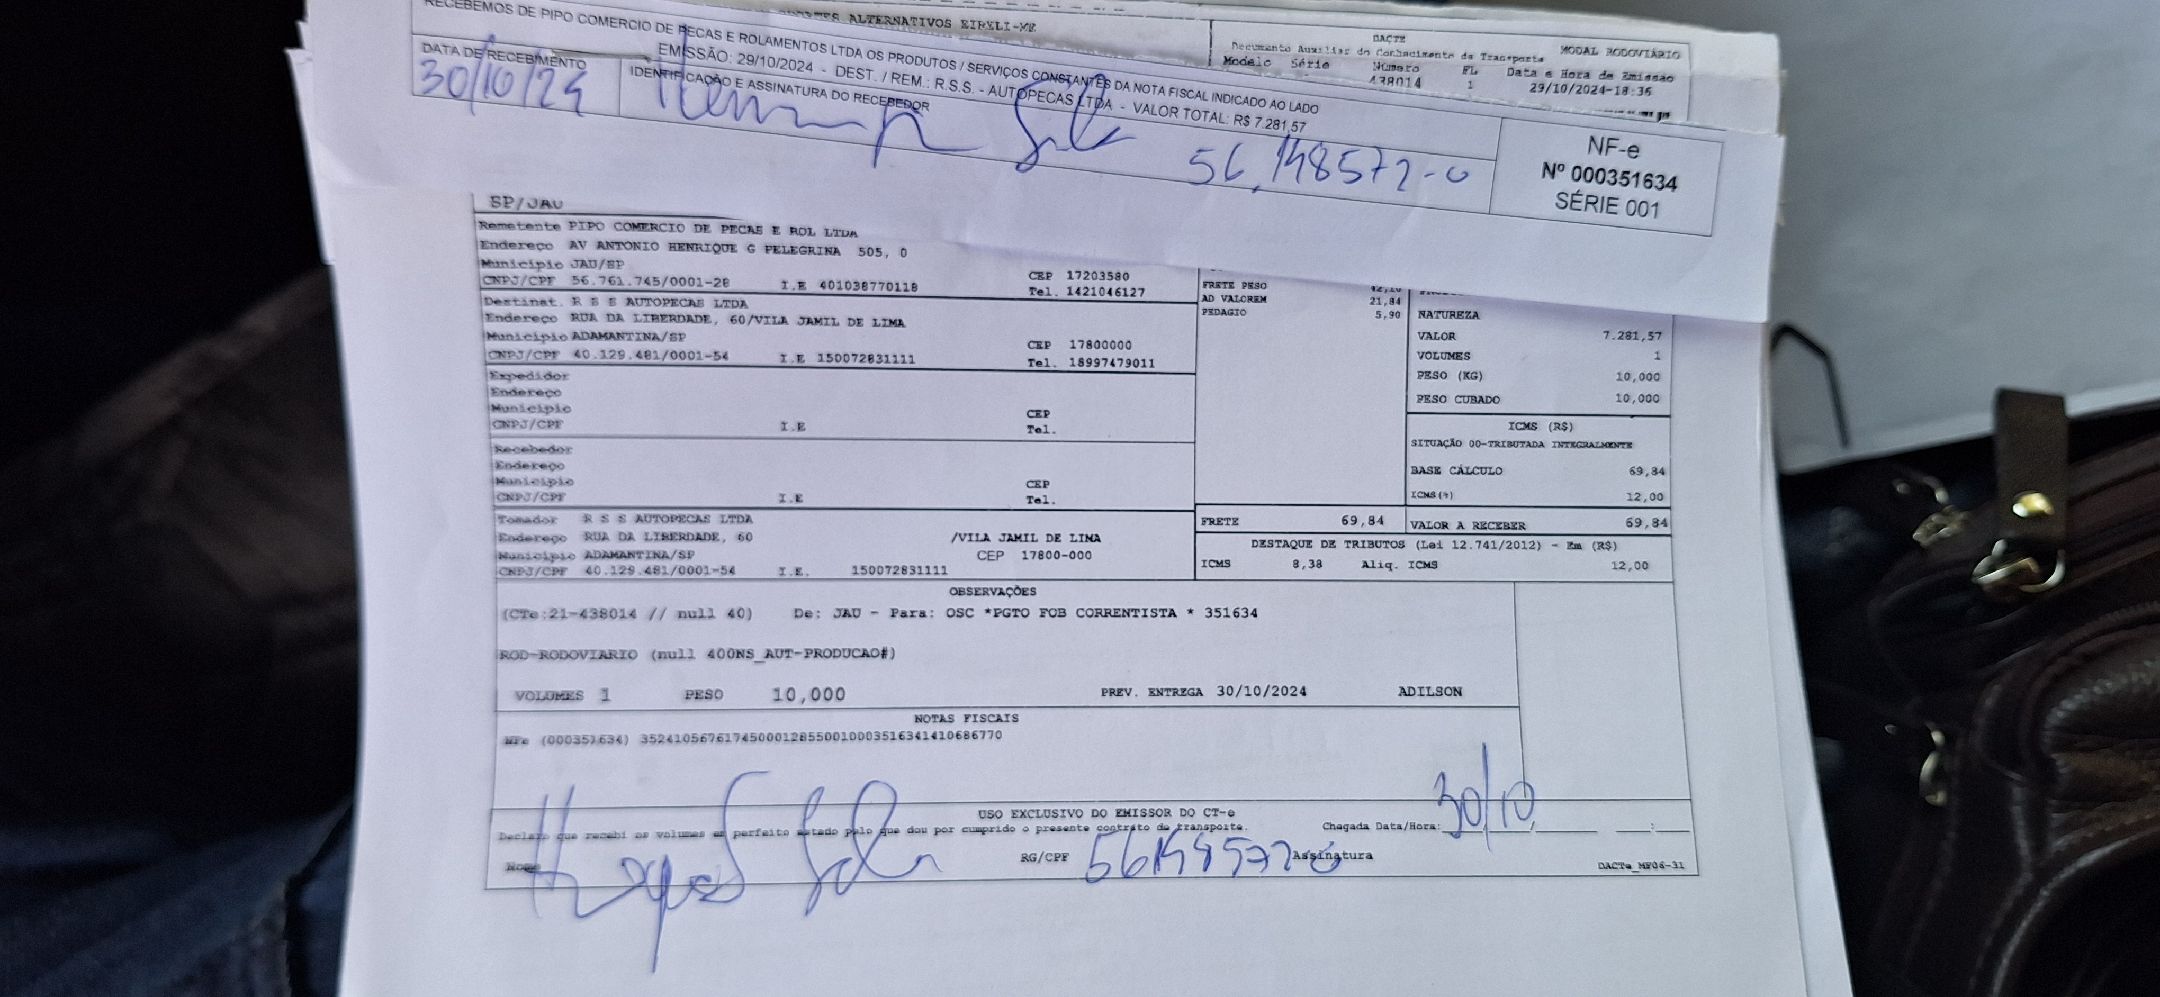 ALTERNATIVOS EIRELI-ME
DACTE
Documento Auxiliar do Conhecimento de Transporte
MODAL RODOVIÁRIO
Modelo Série Número FL Data e Hora de Emissão
438014 1 29/10/2024-18:36
RECEBEMOS DE PIPO COMERCIO DE PECAS E ROLAMENTOS LTDA OS PRODUTOS / SERVIÇOS CONSTANTES DA NOTA FISCAL INDICADO AO LADO
EMISSÃO: 29/10/2024 - DEST. / REM.: R.S.S. - AUTOPECAS LTDA - VALOR TOTAL: R$ 7.281,57
DATA DE RECEBIMENTO
30/10/24
IDENTIFICAÇÃO E ASSINATURA DO RECEBEDOR
56.148572-0
NF-e
Nº 000351634
SÉRIE 001
SP/JAU
Remetente PIPO COMERCIO DE PECAS E ROL LTDA
Endereço AV ANTONIO HENRIQUE G PELEGRINA 505, 0
Município JAU/SP CEP 17203580
CNPJ/CPF 56.761.745/0001-28 I.E 401038770118 Tel. 1421046127
Destinat. R S S AUTOPECAS LTDA
Endereço RUA DA LIBERDADE, 60/VILA JAMIL DE LIMA
Município ADAMANTINA/SP CEP 17800000
CNPJ/CPF 40.129.481/0001-54 I.E 150072831111 Tel. 18997479011
Expedidor
Endereço
Município CEP
CNPJ/CPF I.E Tel.
Recebedor
Endereço
Município CEP
CNPJ/CPF I.E Tel.
Tomador R S S AUTOPECAS LTDA
Endereço RUA DA LIBERDADE, 60 /VILA JAMIL DE LIMA
Município ADAMANTINA/SP CEP 17800-000
CNPJ/CPF 40.129.481/0001-54 I.E. 150072831111
FRETE PESO
AD VALOREM 21,84
PEDAGIO 5,90
FRETE 69,84
NATUREZA
VALOR 7.281,57
VOLUMES 1
PESO (KG) 10,000
PESO CUBADO 10,000
ICMS (R$)
SITUAÇÃO 00-TRIBUTADA INTEGRALMENTE
BASE CÁLCULO 69,84
ICMS(%) 12,00
VALOR A RECEBER 69,84
DESTAQUE DE TRIBUTOS (Lei 12.741/2012) - Em (R$)
ICMS 8,38 Aliq. ICMS 12,00
OBSERVAÇÕES
(CTe:21-438014 // null 40) De: JAU - Para: OSC *PGTO FOB CORRENTISTA * 351634
ROD-RODOVIARIO (null 400NS_AUT-PRODUCAO#)
VOLUMES 1 PESO 10,000 PREV. ENTREGA 30/10/2024 ADILSON
NOTAS FISCAIS
NFe (000351634) 35241056761745000128550010003516341410686770
USO EXCLUSIVO DO EMISSOR DO CT-e
Declaro que recebi os volumes em perfeito estado pelo que dou por cumprido o presente contrato de transporte. Chegada Data/Hora: 30/10
Nome RG/CPF 56148572-0 Assinatura
DACTe_MF06-31